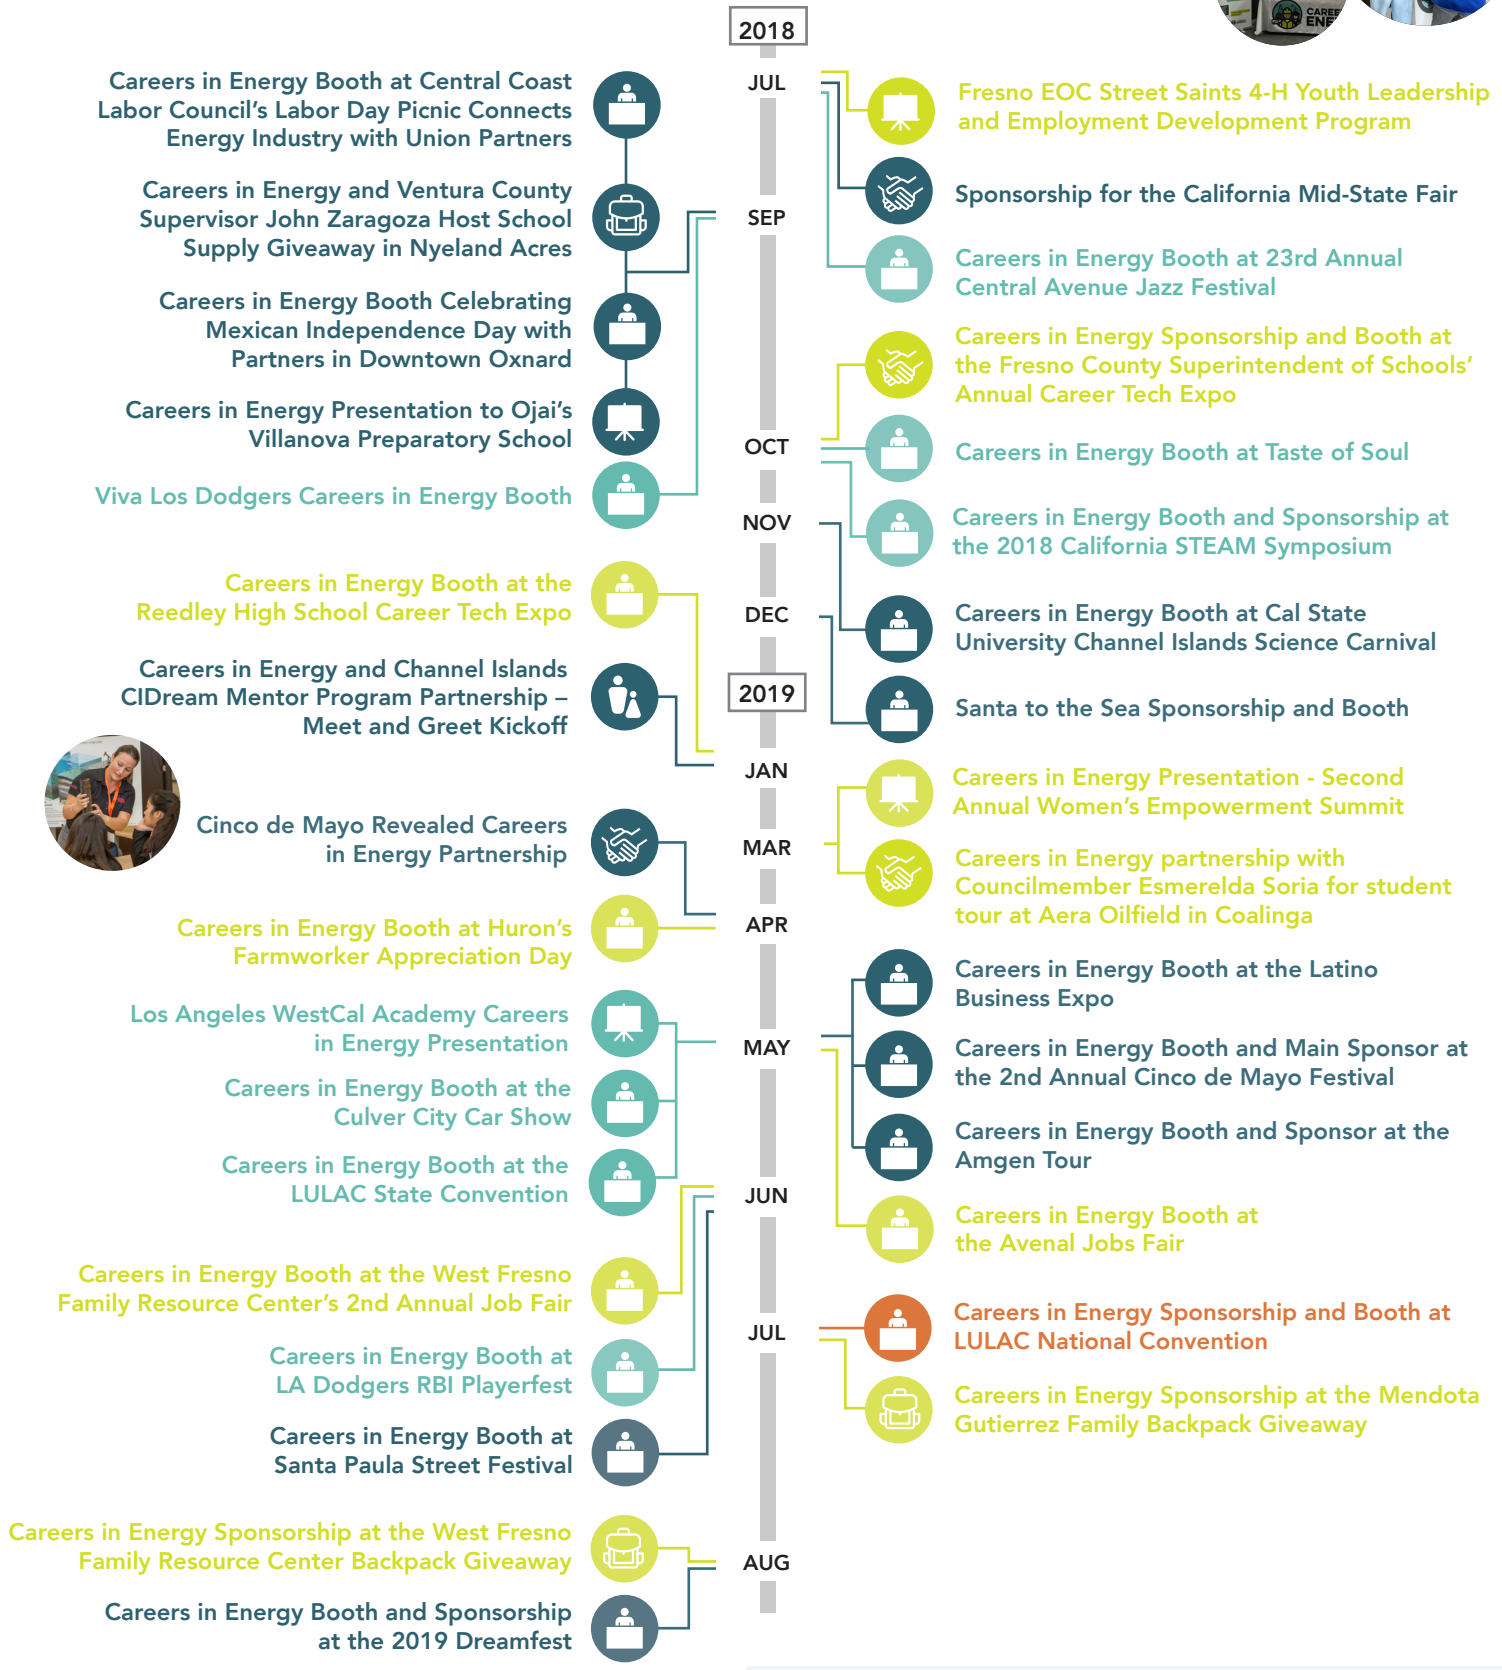 2018
CAREE
ENE
JUL
Fresno EOC Street Saints 4-H Youth Leadership
and Employment Development Program
Sponsorship for the California Mid-State Fair
Careers in Energy Booth at 23rd Annual
Central Avenue Jazz Festival
Careers in Energy Booth at Central Coast
Labor Council’s Labor Day Picnic Connects
Energy Industry with Union Partners
Careers in Energy and Ventura County
Supervisor John Zaragoza Host School
Supply Giveaway in Nyeland Acres
Careers in Energy Booth Celebrating
Mexican Independence Day with
Partners in Downtown Oxnard
Careers in Energy Presentation to Ojai’s
Villanova Preparatory School
Viva Los Dodgers Careers in Energy Booth
SEP
OCT
Careers in Energy Sponsorship and Booth at
the Fresno County Superintendent of Schools’
Annual Career Tech Expo
Careers in Energy Booth at Taste of Soul
Careers in Energy Booth and Sponsorship at
the 2018 California STEAM Symposium
NOV
Careers in Energy Booth at Cal State
University Channel Islands Science Carnival
DEC
Santa to the Sea Sponsorship and Booth
2019
Careers in Energy Booth at the
Reedley High School Career Tech Expo
Careers in Energy and Channel Islands
CIDream Mentor Program Partnership –
Meet and Greet Kickoff
JAN
MAR
Careers in Energy Presentation - Second
Annual Women’s Empowerment Summit
Careers in Energy partnership with
Councilmember Esmerelda Soria for student
tour at Aera Oilfield in Coalinga
Cinco de Mayo Revealed Careers
in Energy Partnership
Careers in Energy Booth at Huron’s
Farmworker Appreciation Day
APR
Los Angeles WestCal Academy Careers
in Energy Presentation
Careers in Energy Booth at the
Culver City Car Show
Careers in Energy Booth at the
LULAC State Convention
MAY
Careers in Energy Booth at the Latino
Business Expo
Careers in Energy Booth and Main Sponsor at
the 2nd Annual Cinco de Mayo Festival
Careers in Energy Booth and Sponsor at the
Amgen Tour
Careers in Energy Booth at
the Avenal Jobs Fair
JUN
Careers in Energy Booth at the West Fresno
Family Resource Center’s 2nd Annual Job Fair
Careers in Energy Booth at
LA Dodgers RBI Playerfest
Careers in Energy Booth at
Santa Paula Street Festival
JUL
Careers in Energy Sponsorship and Booth at
LULAC National Convention
Careers in Energy Sponsorship at the Mendota
Gutierrez Family Backpack Giveaway
Careers in Energy Sponsorship at the West Fresno
Family Resource Center Backpack Giveaway
Careers in Energy Booth and Sponsorship
at the 2019 Dreamfest
AUG